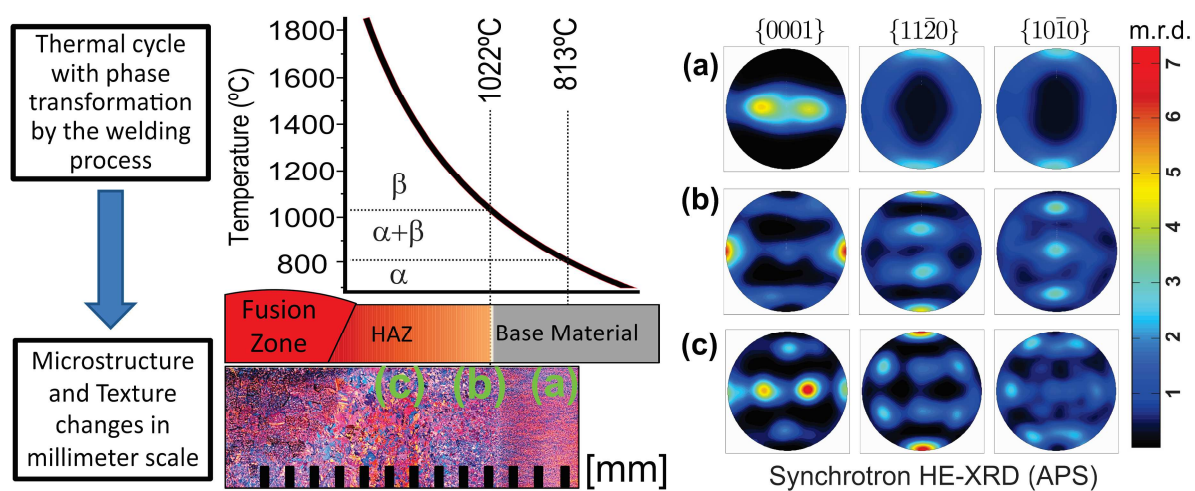 Thermal cycle
with phase
transformation
by the welding
process
Microstructure
and Texture
changes in
millimeter scale
Temperature (ºC)
1800
1600
1400
1200
1000
800
1022ºC
813ºC
β
α+β
α
Fusion
Zone
HAZ
Base Material
(c)
(b)
(a)
[mm]
{0001}
{112̅0}
{101̅0}
m.r.d.
(a)
(b)
(c)
7
6
5
4
3
2
1
Synchrotron HE-XRD (APS)